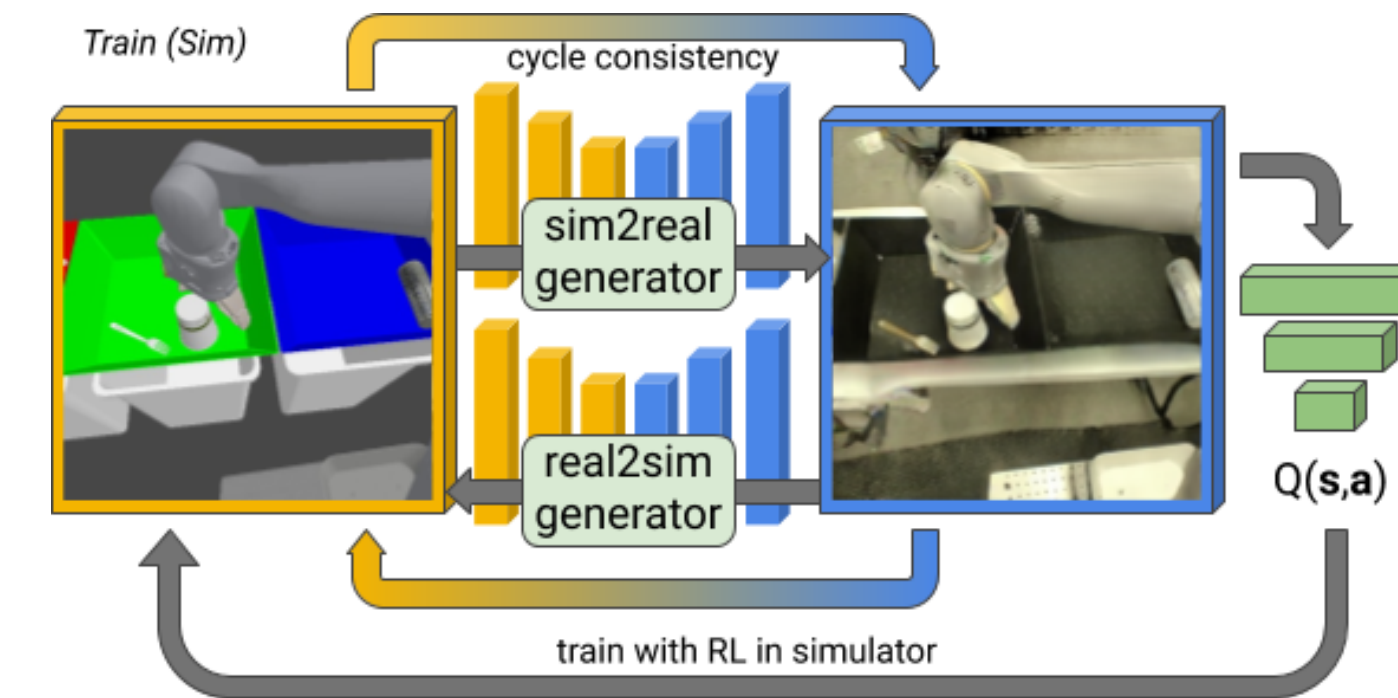 Train (Sim)
cycle consistency
sim2real
generator
real2sim
generator
Q(s,a)
train with RL in simulator